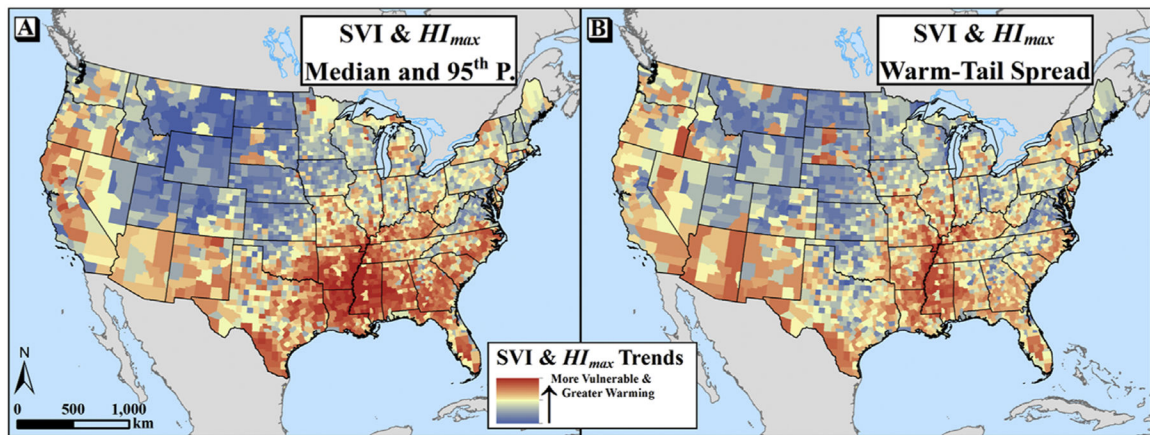 A
SVI & HImax
Median and 95th P.
B
SVI & HImax
Warm-Tail Spread
SVI & HImax Trends
More Vulnerable &
Greater Warming
N
0 500 1,000
km